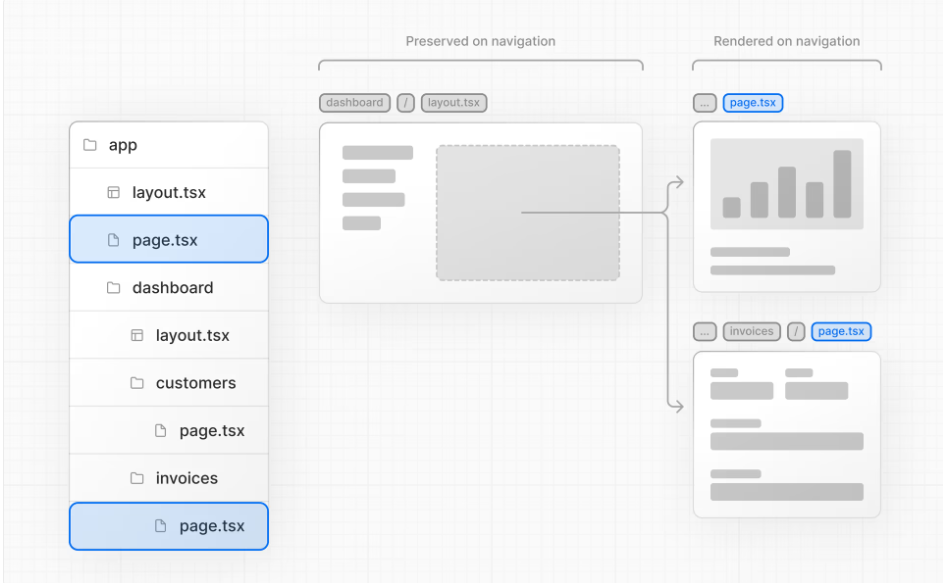 Preserved on navigation
Rendered on navigation
dashboard / layout.tsx
... page.tsx
app
layout.tsx
page.tsx
dashboard
layout.tsx
customers
page.tsx
invoices
page.tsx
... invoices / page.tsx